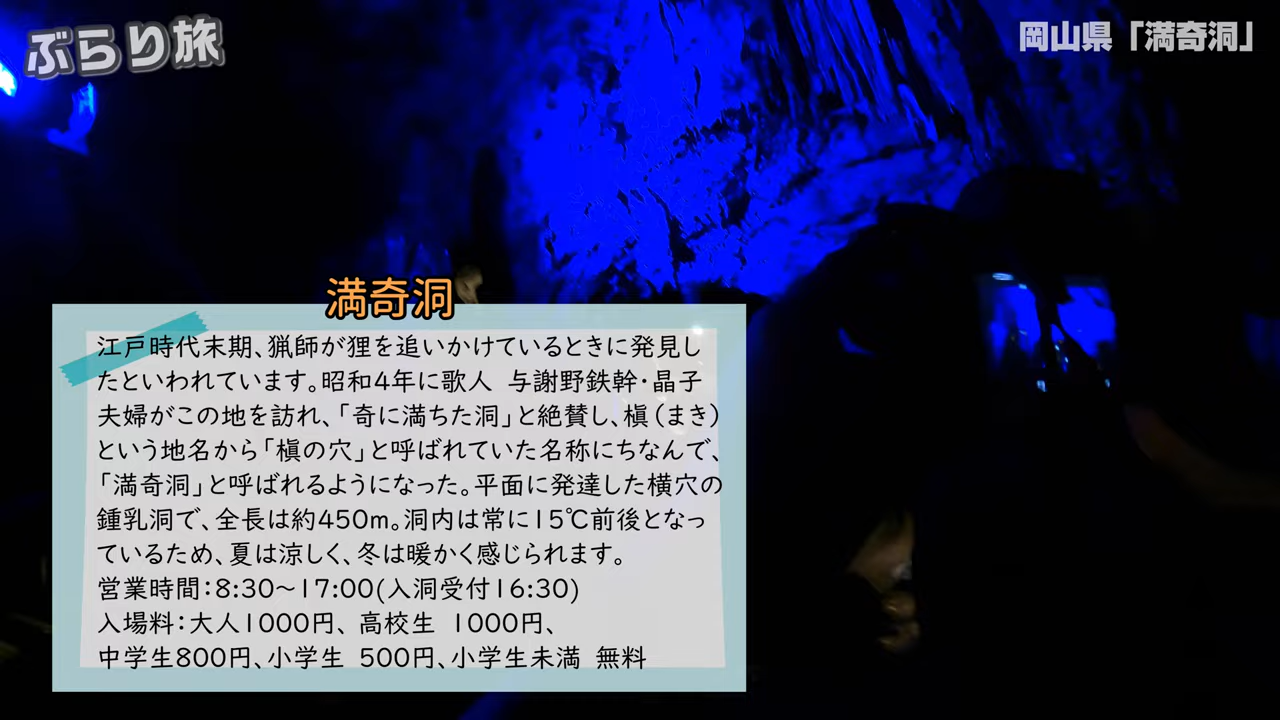 ぶらり旅
岡山県「満奇洞」
満奇洞
江戸時代末期、猟師が狸を追いかけているときに発見し
たといわれています。昭和4年に歌人 与謝野鉄幹・晶子
夫婦がこの地を訪れ、「奇に満ちた洞」と絶賛し、槇(まき)
という地名から「槇の穴」と呼ばれていた名称にちなんで、
「満奇洞」と呼ばれるようになった。平面に発達した横穴の
鍾乳洞で、全長は約450m。洞内は常に15℃前後となっ
ているため、夏は涼しく、冬は暖かく感じられます。
営業時間：8:30～17:00(入洞受付16:30)
入場料：大人1000円、 高校生 1000円、
中学生800円、小学生 500円、小学生未満 無料